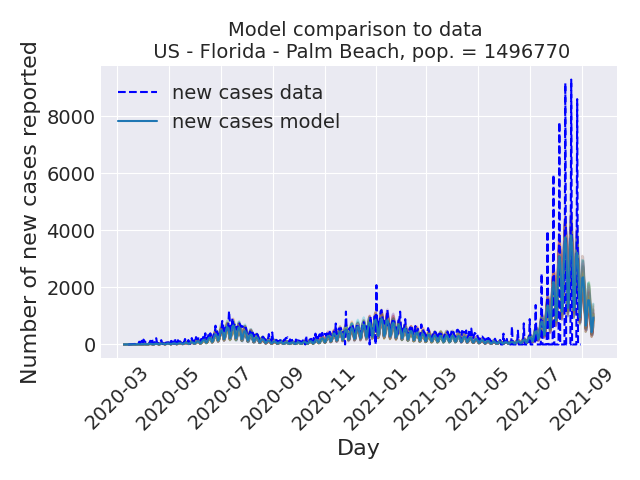 Model comparison to data
US - Florida - Palm Beach, pop. = 1496770
Number of new cases reported
new cases data
new cases model
8000
6000
4000
2000
0
2020-03
2020-05
2020-07
2020-09
2020-11
2021-01
2021-03
2021-05
2021-07
2021-09
Day